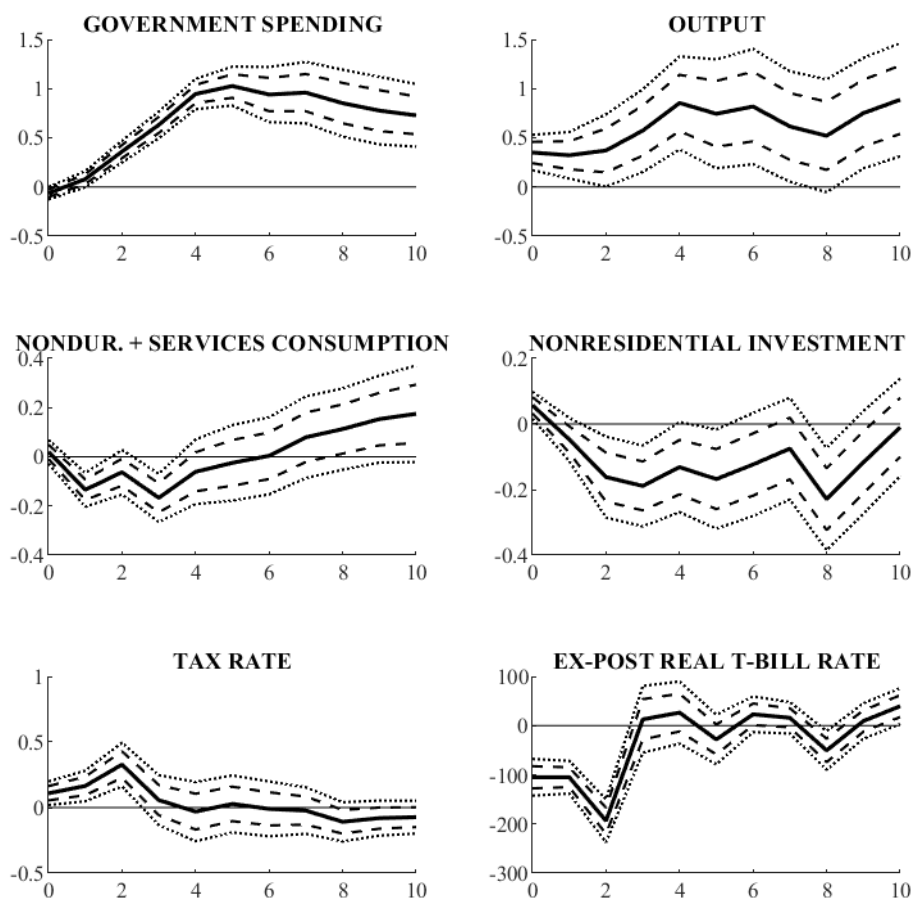 GOVERNMENT SPENDING
1.5
1
0.5
0
-0.5
0 2 4 6 8 10
OUTPUT
1.5
1
0.5
0
-0.5
0 2 4 6 8 10
NONDUR. + SERVICES CONSUMPTION
0.4
0.2
0
-0.2
-0.4
0 2 4 6 8 10
NONRESIDENTIAL INVESTMENT
0.2
0
-0.2
-0.4
0 2 4 6 8 10
TAX RATE
1
0.5
0
-0.5
0 2 4 6 8 10
EX-POST REAL T-BILL RATE
100
0
-100
-200
-300
0 2 4 6 8 10